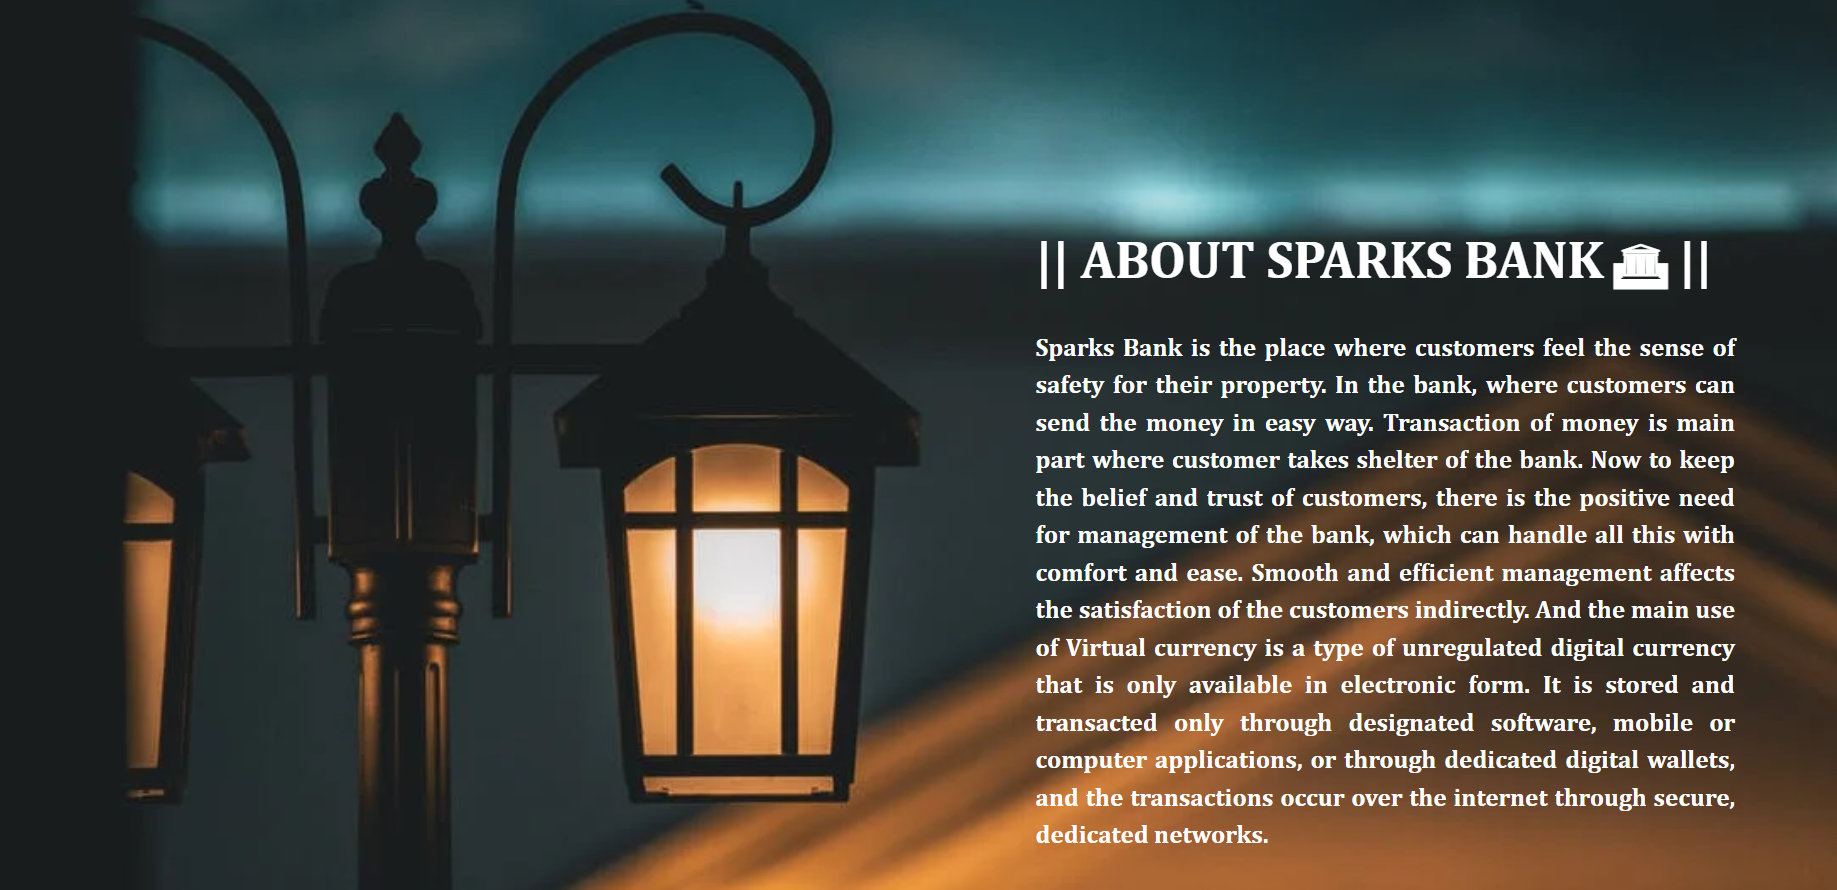 || ABOUT SPARKS BANK ||
Sparks Bank is the place where customers feel the sense of
safety for their property. In the bank, where customers can
send the money in easy way. Transaction of money is main
part where customer takes shelter of the bank. Now to keep
the belief and trust of customers, there is the positive need
for management of the bank, which can handle all this with
comfort and ease. Smooth and efficient management affects
the satisfaction of the customers indirectly. And the main use
of Virtual currency is a type of unregulated digital currency
that is only available in electronic form. It is stored and
transacted only through designated software, mobile or
computer applications, or through dedicated digital wallets,
and the transactions occur over the internet through secure,
dedicated networks.